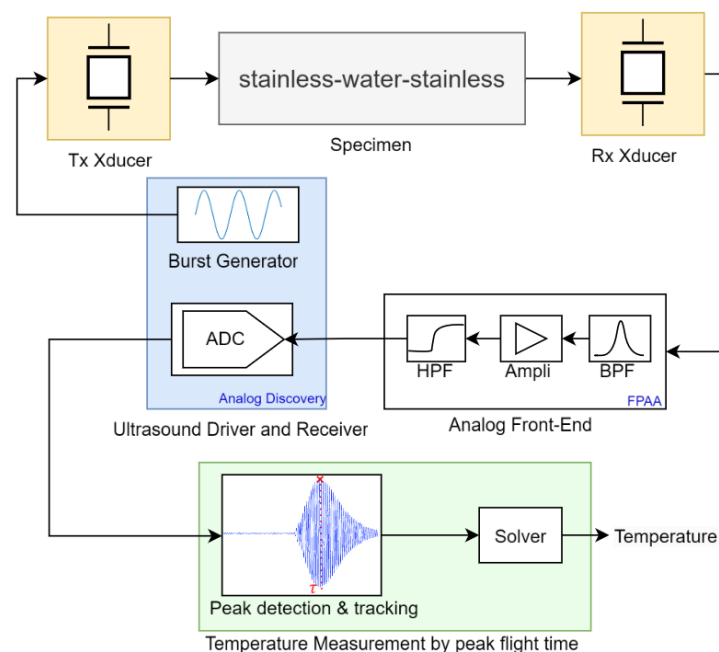 stainless-water-stainless
Tx Xducer
Specimen
Rx Xducer
Burst Generator
ADC
Analog Discovery
Ultrasound Driver and Receiver
HPF
Ampli
BPF
FPAA
Analog Front-End
τ
Peak detection & tracking
Solver
Temperature
Temperature Measurement by peak flight time